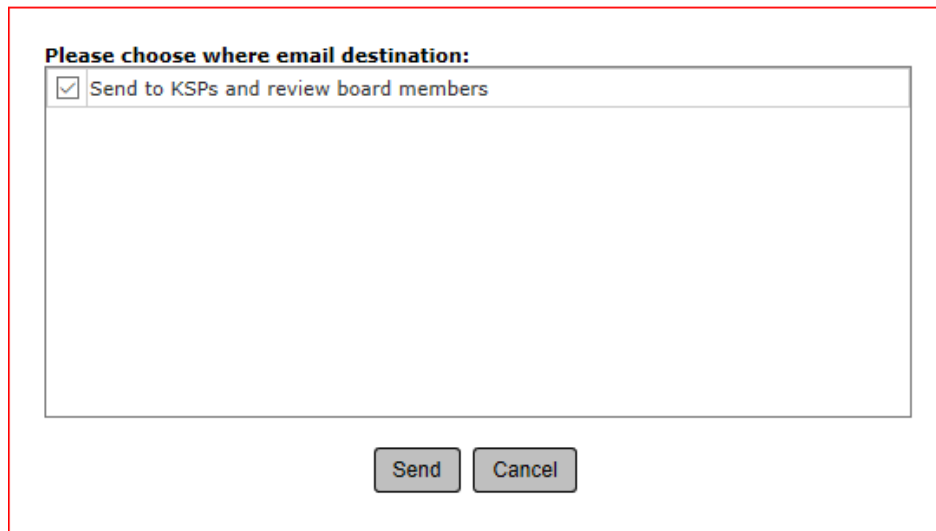 Please choose where email destination:
Send to KSPs and review board members
Send
Cancel